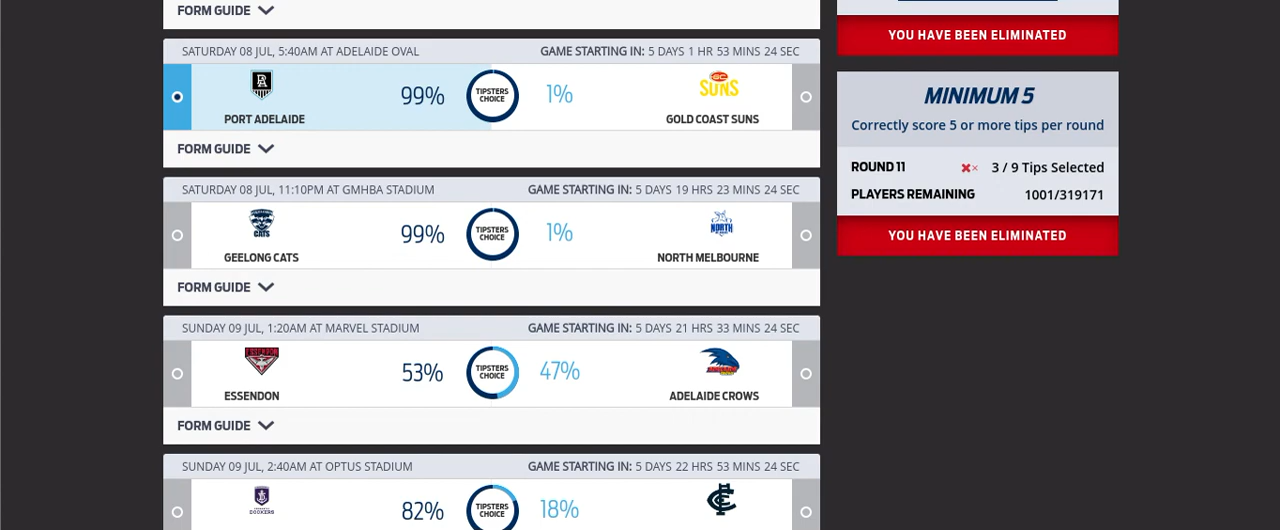 FORM GUIDE
SATURDAY 08 JUL, 5:40AM AT ADELAIDE OVAL
GAME STARTING IN: 5 DAYS 1 HR 53 MINS 24 SEC
99%
TIPSTERS
CHOICE
1%
GC
SUNS
PORT ADELAIDE
GOLD COAST SUNS
FORM GUIDE
SATURDAY 08 JUL, 11:10PM AT GMHBA STADIUM
GAME STARTING IN: 5 DAYS 19 HRS 23 MINS 24 SEC
CATS
99%
TIPSTERS
CHOICE
1%
NORTH
GEELONG CATS
NORTH MELBOURNE
FORM GUIDE
SUNDAY 09 JUL, 1:20AM AT MARVEL STADIUM
GAME STARTING IN: 5 DAYS 21 HRS 33 MINS 24 SEC
ESSENDON
53%
TIPSTERS
CHOICE
47%
ESSENDON
ADELAIDE CROWS
FORM GUIDE
SUNDAY 09 JUL, 2:40AM AT OPTUS STADIUM
GAME STARTING IN: 5 DAYS 22 HRS 53 MINS 24 SEC
DOCKERS
82%
TIPSTERS
CHOICE
18%
YOU HAVE BEEN ELIMINATED
MINIMUM 5
Correctly score 5 or more tips per round
ROUND 11 3 / 9 Tips Selected
PLAYERS REMAINING 1001/319171
YOU HAVE BEEN ELIMINATED